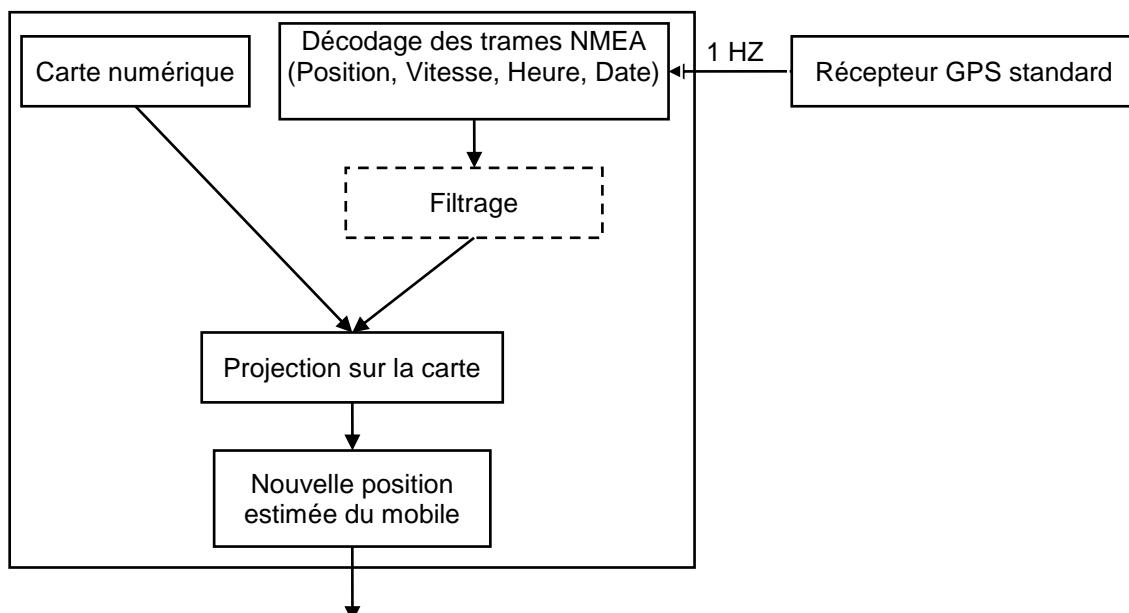 Carte numérique
Décodage des trames NMEA
(Position, Vitesse, Heure, Date)
1 HZ
Récepteur GPS standard
Filtrage
Projection sur la carte
Nouvelle position
estimée du mobile